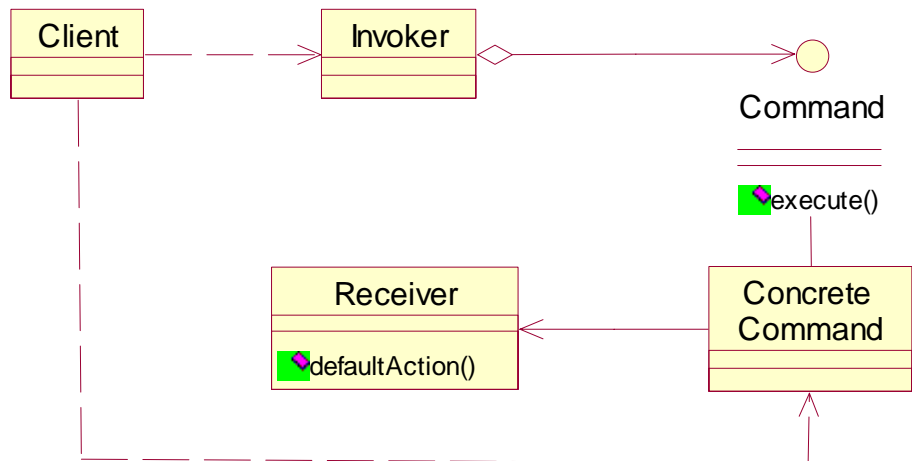 Client
Invoker
Command
execute()
Receiver
defaultAction()
Concrete
Command